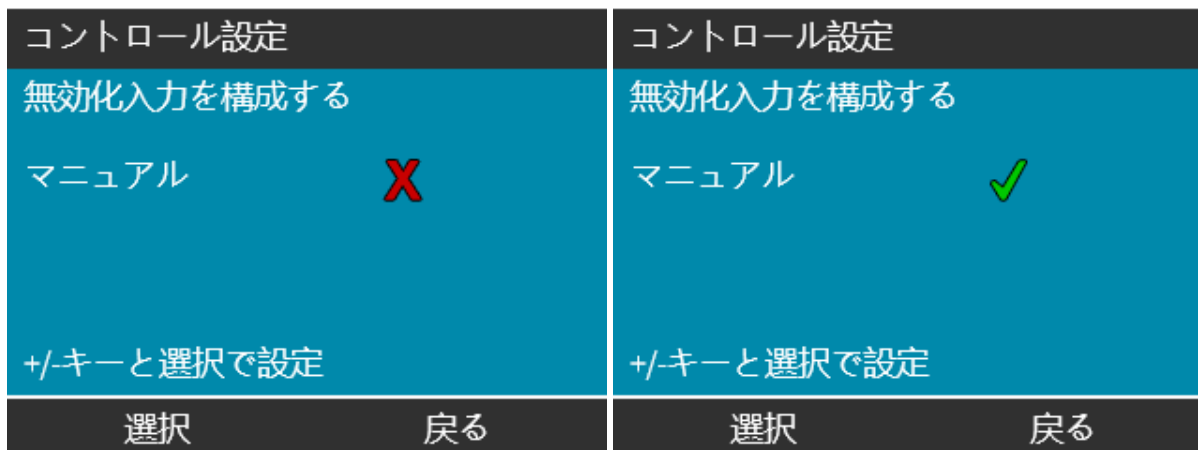 コントロール設定
無効化入力を構成する
マニュアル
+/-キーと選択で設定
選択 戻る
コントロール設定
無効化入力を構成する
マニュアル
+/-キーと選択で設定
選択 戻る